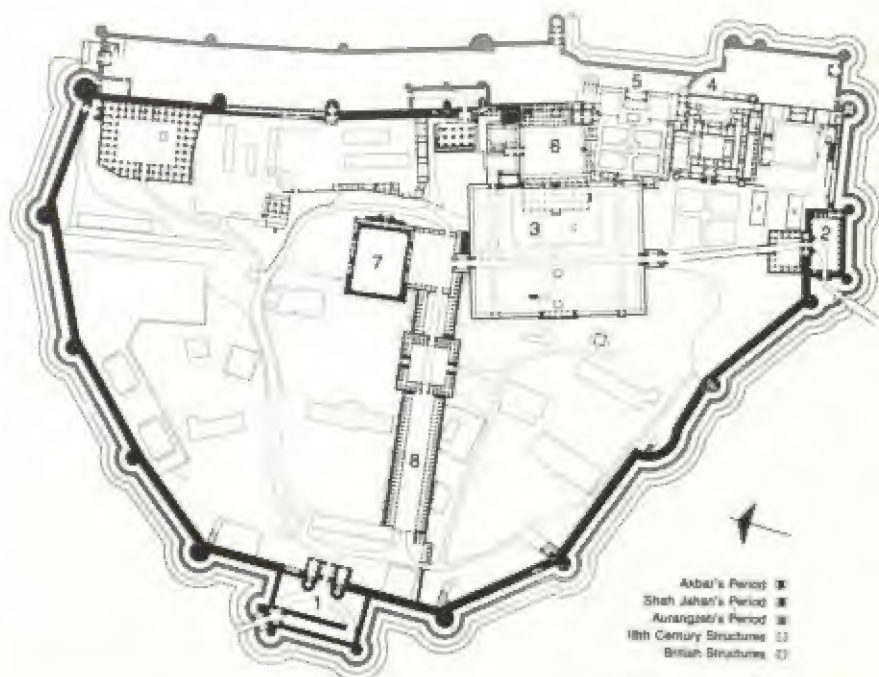 5
4
6
3
2
7
8
1
Akbar's Period
Shah Jahan's Period
Aurangzeb's Period
18th Century Structures
British Structures